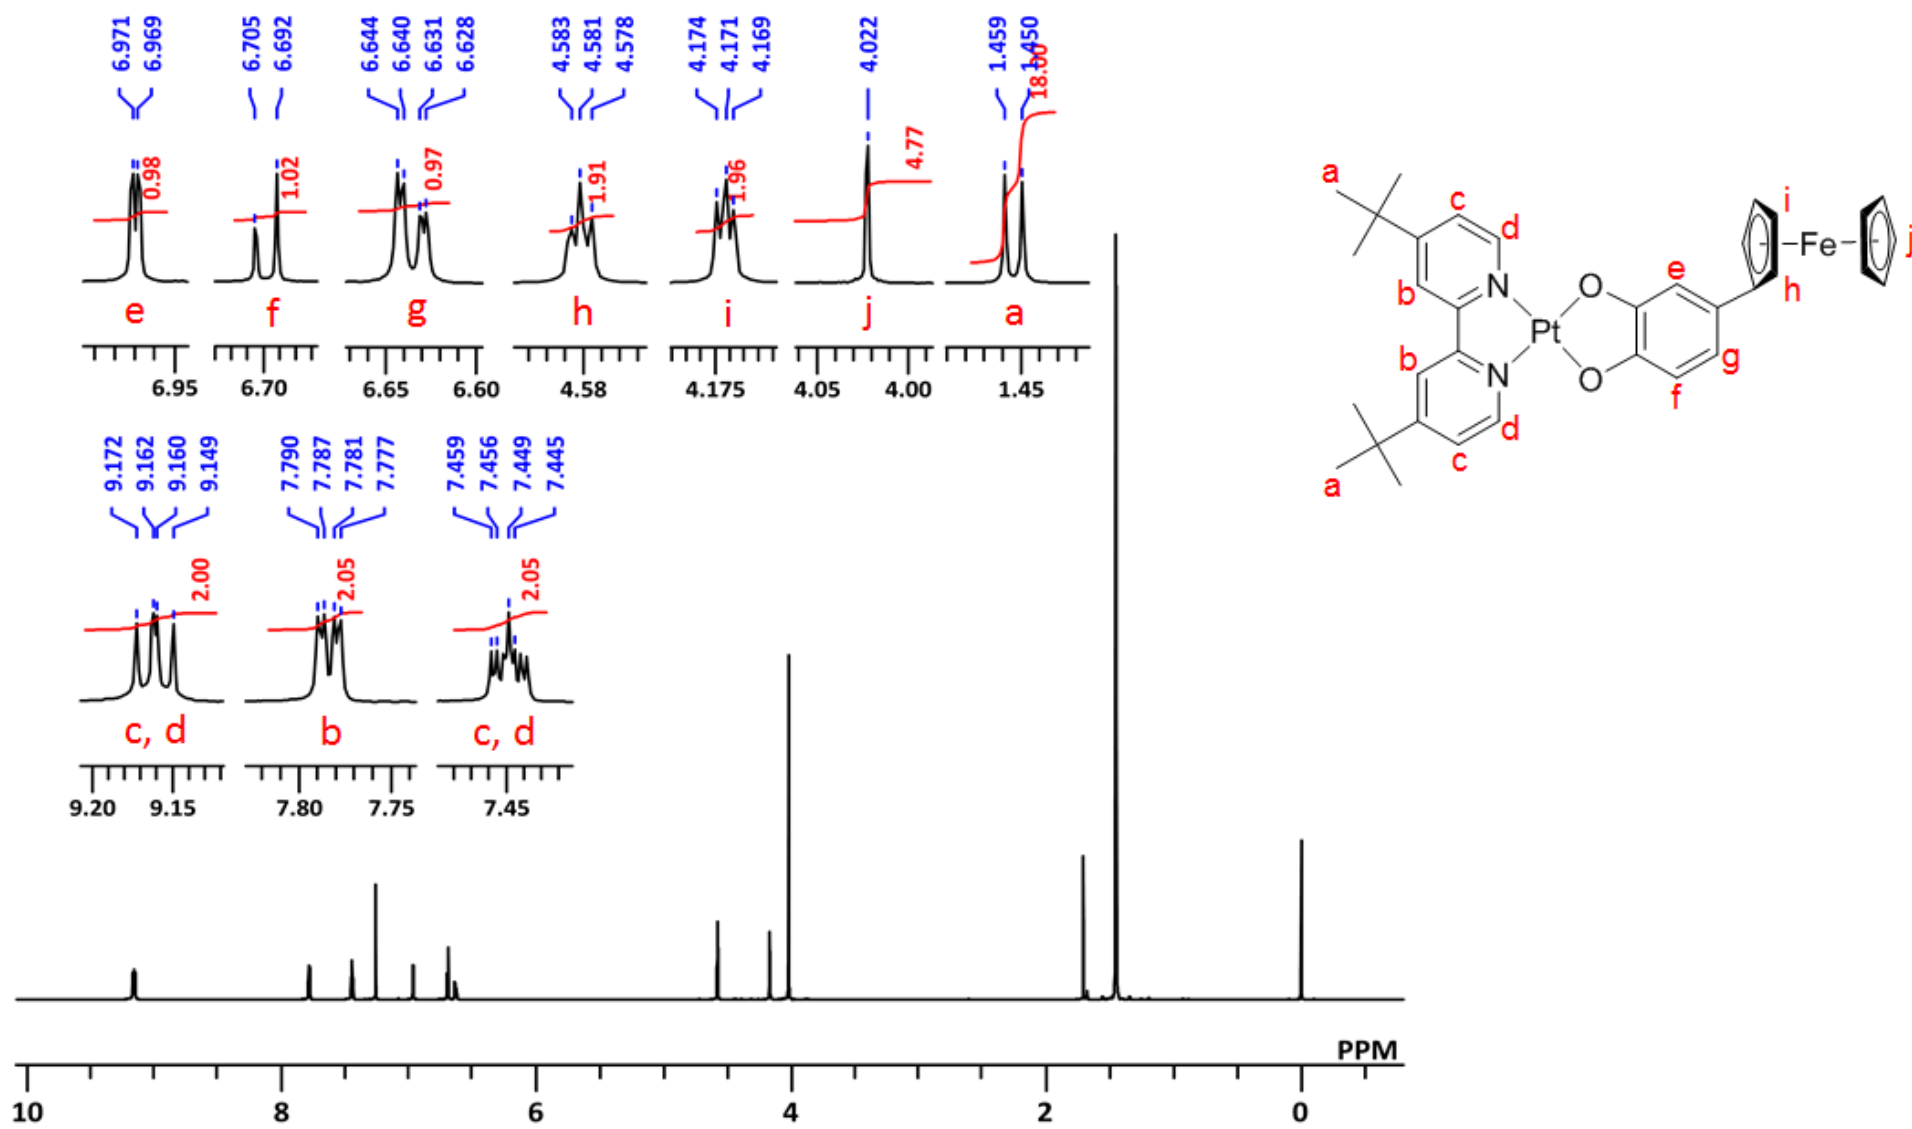 6.971 6.969 6.705 6.692 6.644 6.640 6.631 6.628 4.583 4.581 4.578 4.174 4.171 4.169 4.022 1.459 1.450
0.98 1.02 0.97 1.91 1.96 4.77 18.00
e f g h i j a
6.95 6.70 6.65 6.60 4.58 4.175 4.05 4.00 1.45
9.172 9.162 9.160 9.149 7.790 7.787 7.781 7.777 7.459 7.456 7.449 7.445
2.00 2.05 2.05
c, d b c, d
9.20 9.15 7.80 7.75 7.45
a c d i
Fe j
b N O e h
Pt
b N O g
d f
a c
PPM
10 8 6 4 2 0